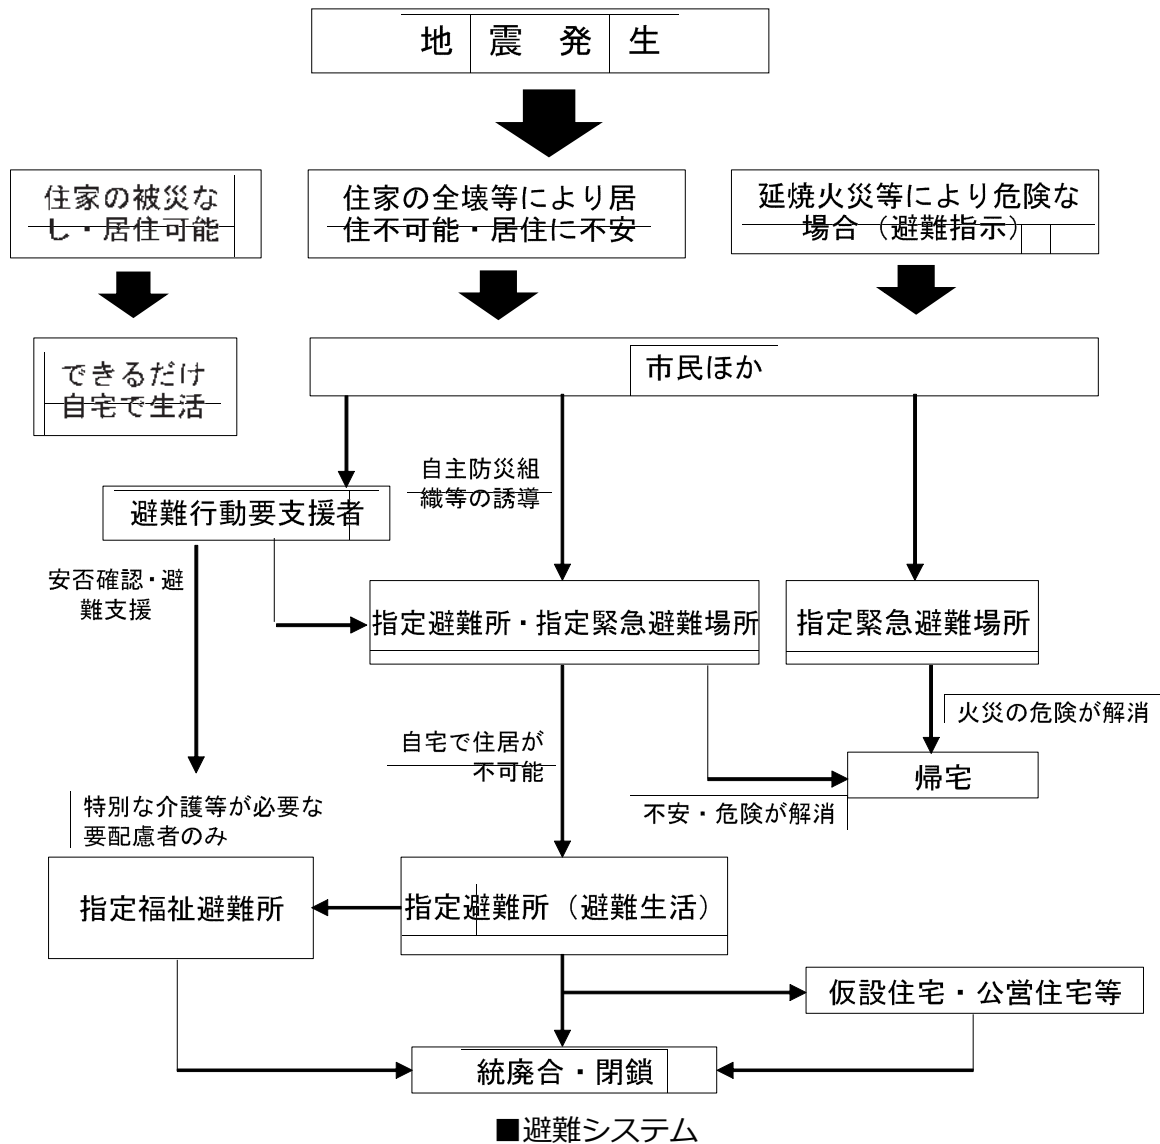 地震発生
住家の被災な
し・居住可能
住家の全壊等により居
住不可能・居住に不安
延焼火災等により危険な
場合（避難指示）
できるだけ
自宅で生活
市民ほか
自主防災組
織等の誘導
避難行動要支援者
安否確認・避
難支援
指定避難所・指定緊急避難場所
指定緊急避難場所
火災の危険が解消
自宅で住居が
不可能
帰宅
不安・危険が解消
特別な介護等が必要な
要配慮者のみ
指定福祉避難所
指定避難所（避難生活）
仮設住宅・公営住宅等
統廃合・閉鎖
■避難システム